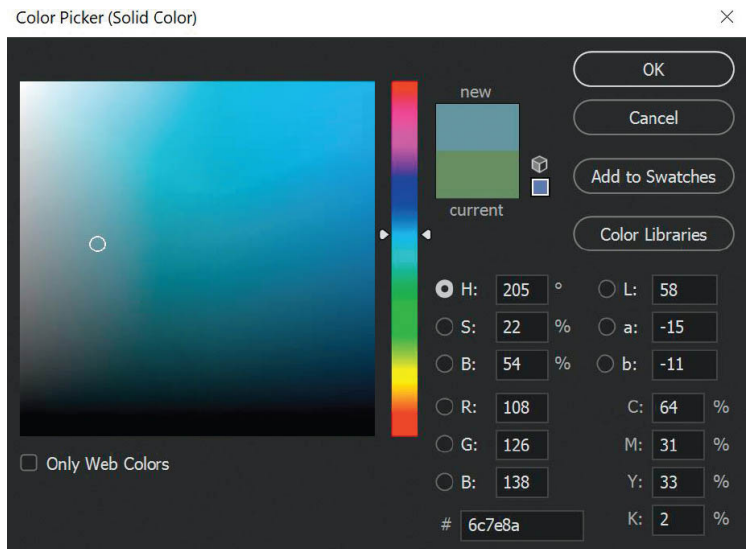 Color Picker (Solid Color)
new
current
OK
Cancel
Add to Swatches
Color Libraries
H: 205 °
S: 22 %
B: 54 %
R: 108
G: 126
B: 138
# 6c7e8a
L: 58
a: -15
b: -11
C: 64 %
M: 31 %
Y: 33 %
K: 2 %
Only Web Colors